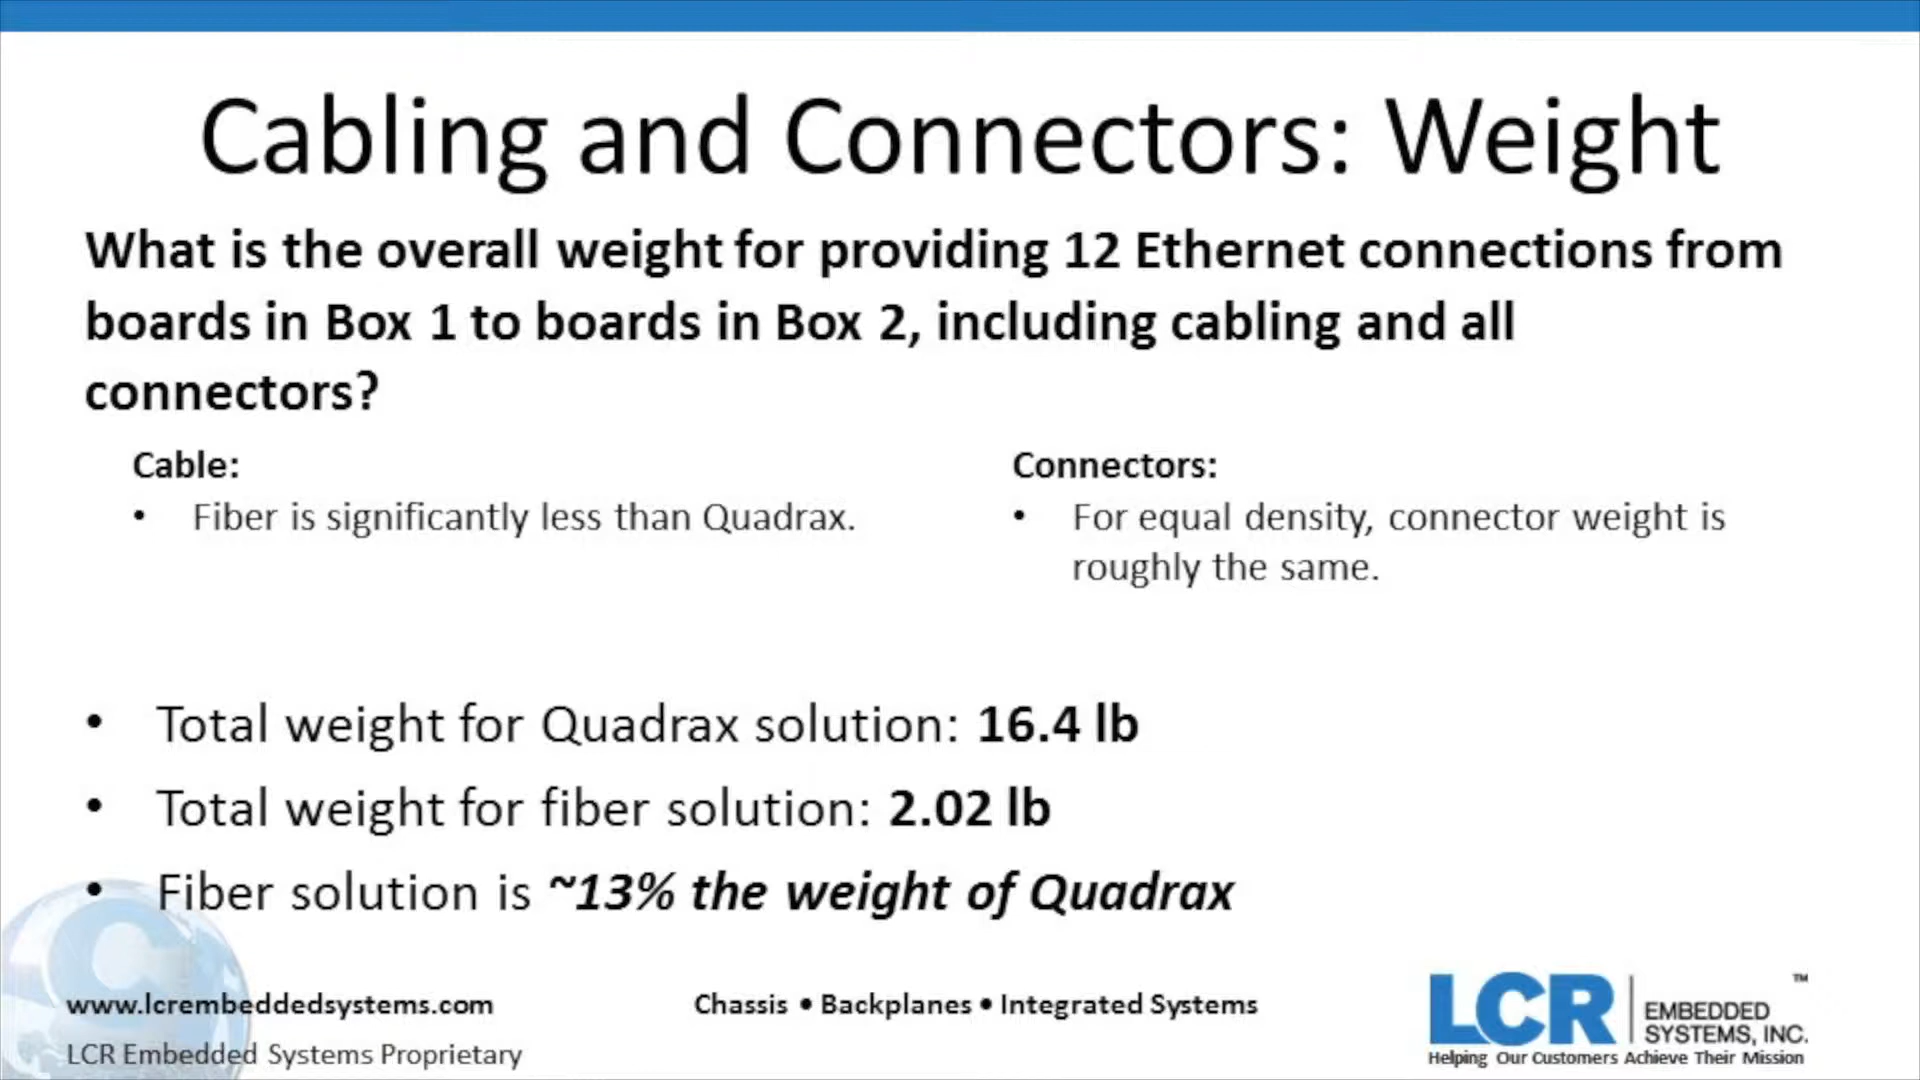 Cabling and Connectors: Weight
What is the overall weight for providing 12 Ethernet connections from
boards in Box 1 to boards in Box 2, including cabling and all
connectors?
Cable:
• Fiber is significantly less than Quadrax.
Connectors:
• For equal density, connector weight is
roughly the same.
• Total weight for Quadrax solution: 16.4 lb
• Total weight for fiber solution: 2.02 lb
• Fiber solution is ~13% the weight of Quadrax
www.lcrembeddedsystems.com
LCR Embedded Systems Proprietary
Chassis • Backplanes • Integrated Systems
LCR EMBEDDED
SYSTEMS, INC.
™
Helping Our Customers Achieve Their Mission